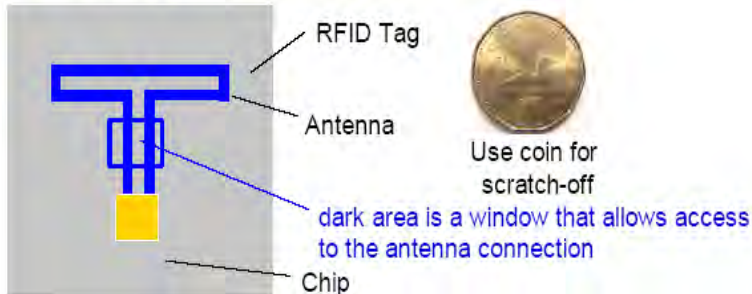 RFID Tag
Antenna
Use coin for
scratch-off
dark area is a window that allows access
to the antenna connection
Chip